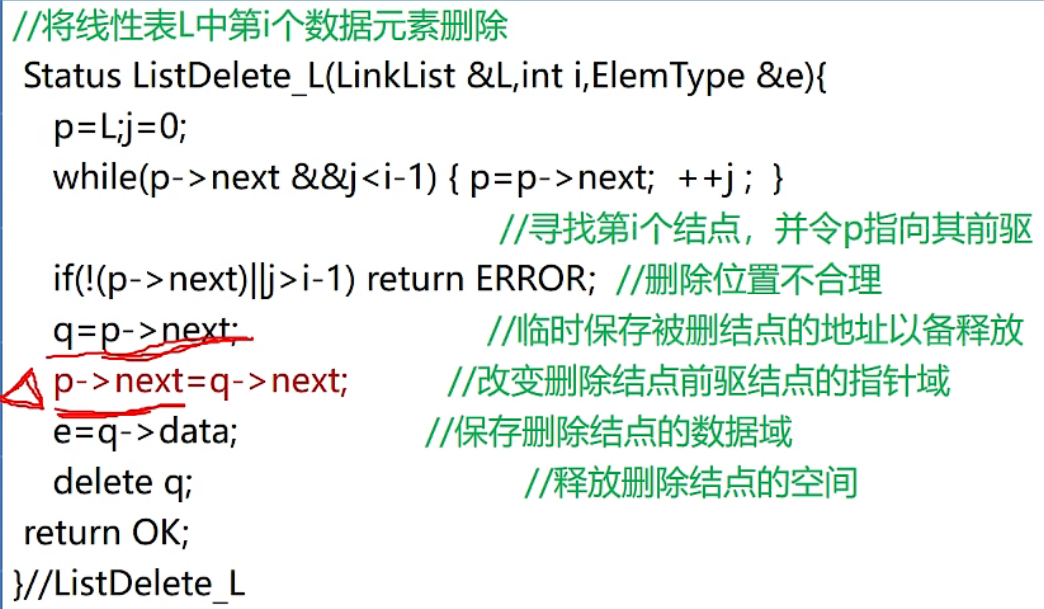 //将线性表L中第i个数据元素删除
Status ListDelete_L(LinkList &L,int i,ElemType &e){
p=L;j=0;
while(p->next &&j<i-1) { p=p->next; ++j ; }
//寻找第i个结点，并令p指向其前驱
if(!(p->next)||j>i-1) return ERROR; //删除位置不合理
q=p->next; //临时保存被删结点的地址以备释放
p->next=q->next; //改变删除结点前驱结点的指针域
e=q->data; //保存删除结点的数据域
delete q; //释放删除结点的空间
return OK;
}//ListDelete_L